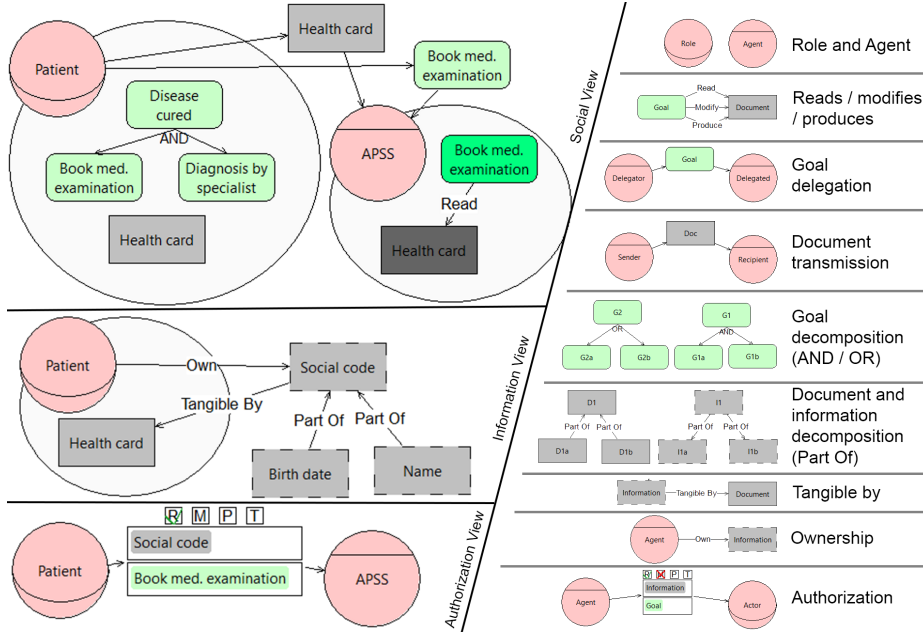 Patient
Health card
Book med.
examination
Disease
cured
AND
Book med.
examination
Diagnosis by
specialist
Health card
APSS
Book med.
examination
Read
Health card
Social View
Patient
Own
Social code
Tangible By
Health card
Part Of
Part Of
Birth date
Name
Information View
R M P T
Patient
Social code
Book med. examination
APSS
Authorization View
Role
Agent
Role and Agent
Goal
Read
Modify
Produce
Document
Reads / modifies
/ produces
Delegator
Goal
Delegated
Goal
delegation
Sender
Doc
Recipient
Document
transmission
G2
OR
G2a
G2b
G1
AND
G1a
G1b
Goal
decomposition
(AND / OR)
D1
Part Of
Part Of
D1a
D1b
I1
Part Of
Part Of
I1a
I1b
Document and
information
decomposition
(Part Of)
Information
Tangible By
Document
Tangible by
Agent
Own
Information
Ownership
R M P T
Agent
Information
Goal
Actor
Authorization